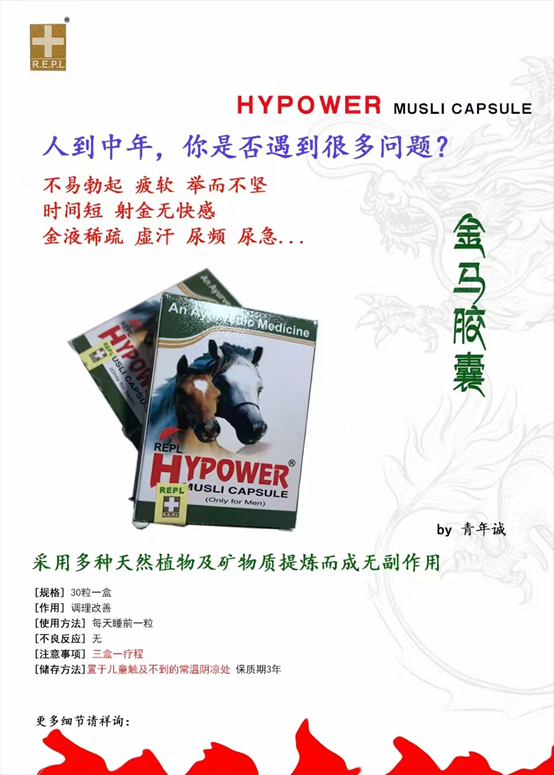 ®
R.E.P.L
HYPOWER MUSLI CAPSULE
人到中年，你是否遇到很多问题？
不易勃起 疲软 举而不坚
时间短 射金无快感
金液稀疏 虚汗 尿频 尿急...
金马胶囊
An Ayurvedic Medicine
REPL
HYPOWER®
MUSLI CAPSULE
(Only for Men)
REPL
R.E.P.L
by 青年诚
采用多种天然植物及矿物质提炼而成无副作用
[规格] 30粒一盒
[作用] 调理改善
[使用方法] 每天睡前一粒
[不良反应] 无
[注意事项] 三盒一疗程
[储存方法]置于儿童触及不到的常温阴凉处 保质期3年
更多细节请祥询：